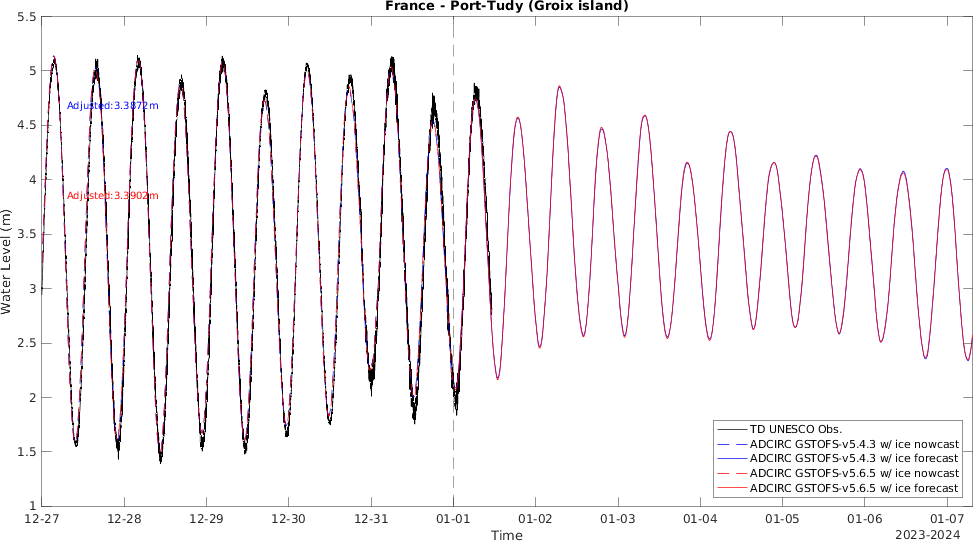 France - Port-Tudy (Groix island)
5.5
5
4.5
4
3.5
3
2.5
2
1.5
1
Water Level (m)
Adjusted:3.3872m
Adjusted:3.3902m
TD UNESCO Obs.
ADCIRC GSTOFS-v5.4.3 w/ ice nowcast
ADCIRC GSTOFS-v5.4.3 w/ ice forecast
ADCIRC GSTOFS-v5.6.5 w/ ice nowcast
ADCIRC GSTOFS-v5.6.5 w/ ice forecast
12-27 12-28 12-29 12-30 12-31 01-01 01-02 01-03 01-04 01-05 01-06 01-07
Time
2023-2024